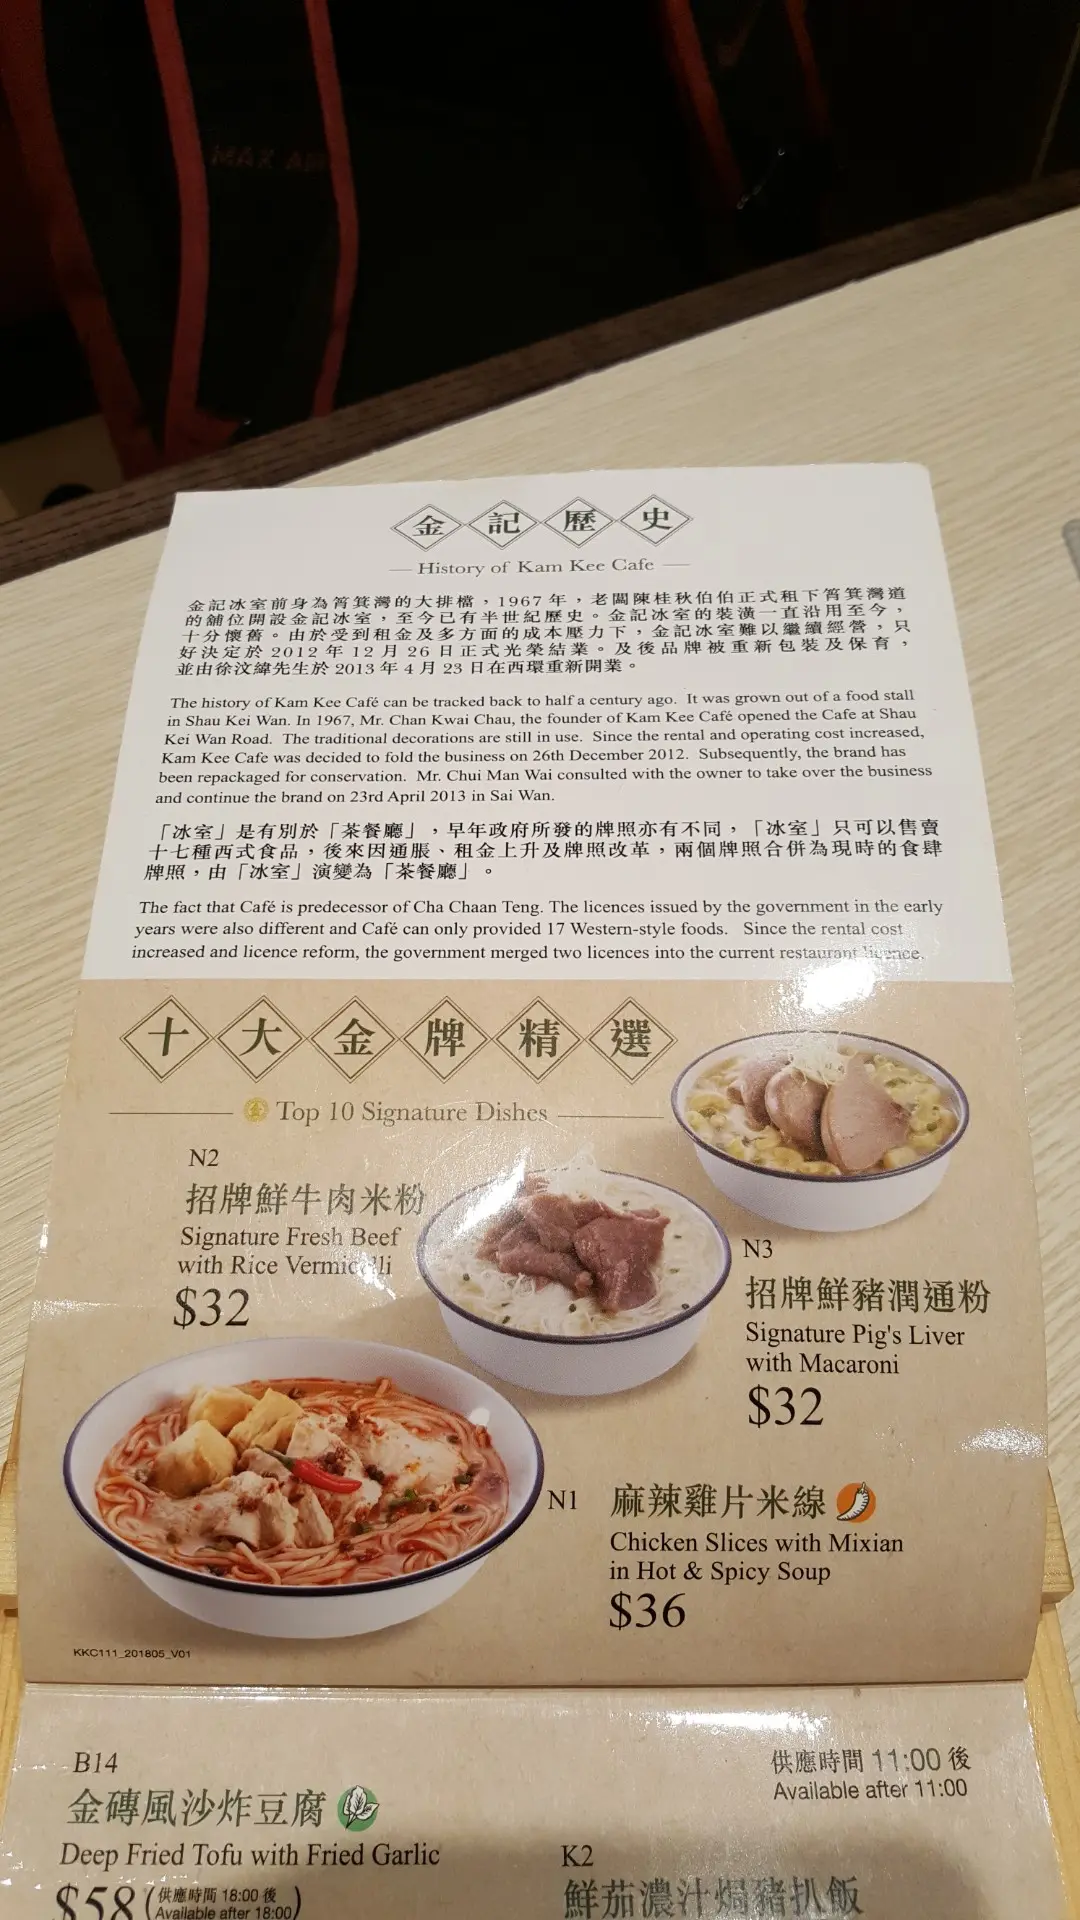 MAX AIR
金記歷史
History of Kam Kee Cafe
金記冰室前身為筲箕灣的大排檔，1967年，老闆陳桂秋伯伯正式租下筲箕灣道
的舖位開設金記冰室，至今已有半世紀歷史。金記冰室的裝潢一直沿用至今，
十分懷舊。由於受到租金及多方面的成本壓力下，金記冰室難以繼續經營，只
好決定於2012年12月26日正式光榮結業。及後品牌被重新包裝及保育，
並由徐汶緯先生於2013年4月23日在西環重新開業。
The history of Kam Kee Café can be tracked back to half a century ago. It was grown out of a food stall
in Shau Kei Wan. In 1967, Mr. Chan Kwai Chau, the founder of Kam Kee Café opened the Cafe at Shau
Kei Wan Road. The traditional decorations are still in use. Since the rental and operating cost increased,
Kam Kee Cafe was decided to fold the business on 26th December 2012. Subsequently, the brand has
been repackaged for conservation. Mr. Chui Man Wai consulted with the owner to take over the business
and continue the brand on 23rd April 2013 in Sai Wan.
「冰室」是有別於「茶餐廳」，早年政府所發的牌照亦有不同，「冰室」只可以售賣
十七種西式食品，後來因通脹、租金上升及牌照改革，兩個牌照合併為現時的食肆
牌照，由「冰室」演變為「茶餐廳」。
The fact that Café is predecessor of Cha Chaan Teng. The licences issued by the government in the early
years were also different and Café can only provided 17 Western-style foods. Since the rental cost
increased and licence reform, the government merged two licences into the current restaurant licence.
十大金牌精選
Top 10 Signature Dishes
N2
招牌鮮牛肉米粉
Signature Fresh Beef
with Rice Vermicelli
$32
N3
招牌鮮豬潤通粉
Signature Pig's Liver
with Macaroni
$32
N1 麻辣雞片米線
Chicken Slices with Mixian
in Hot & Spicy Soup
$36
KKC111_201805_V01
B14
金磚風沙炸豆腐
Deep Fried Tofu with Fried Garlic
$58 (供應時間 18:00 後
Available after 18:00)
供應時間 11:00 後
Available after 11:00
K2
鮮茄濃汁焗豬扒飯